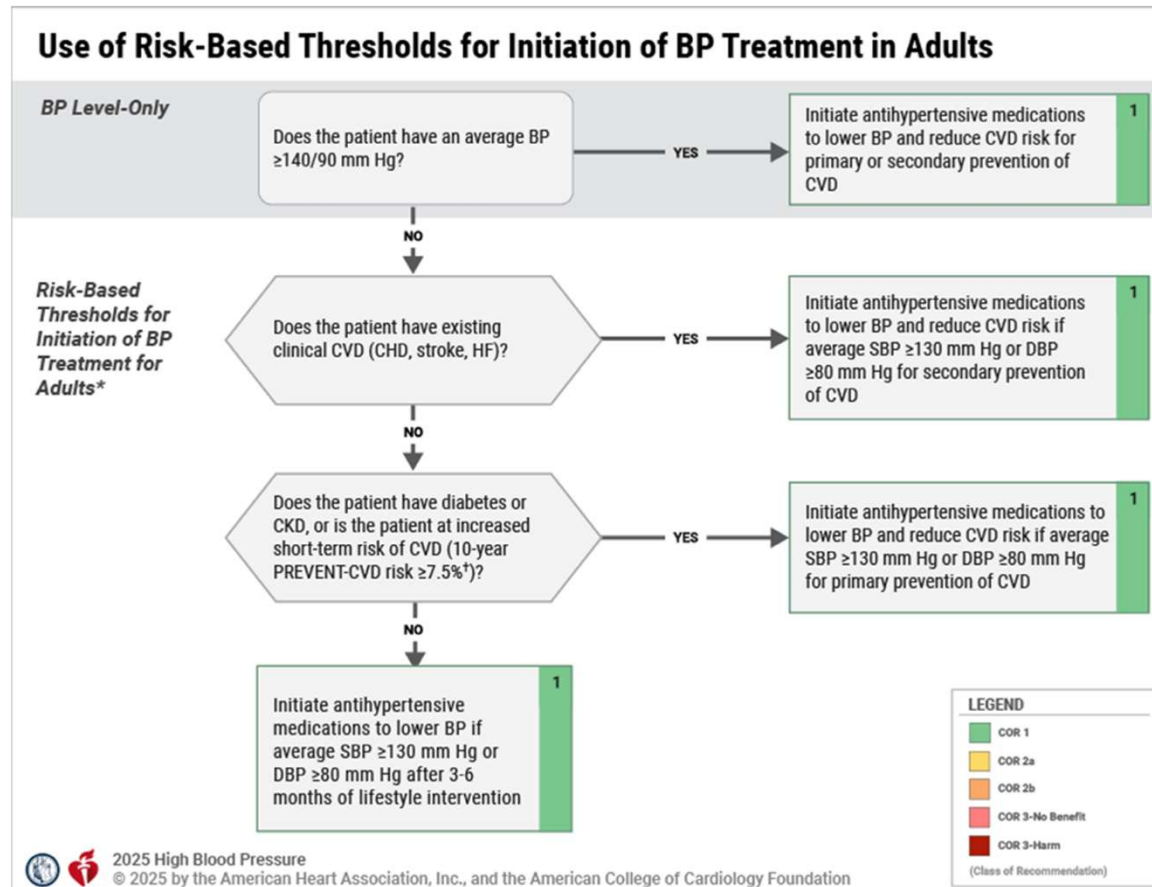 Use of Risk-Based Thresholds for Initiation of BP Treatment in Adults
BP Level-Only
Does the patient have an average BP
≥140/90 mm Hg?
YES
Initiate antihypertensive medications
to lower BP and reduce CVD risk for
primary or secondary prevention of
CVD
1
NO
Risk-Based
Thresholds for
Initiation of BP
Treatment for
Adults*
Does the patient have existing
clinical CVD (CHD, stroke, HF)?
YES
Initiate antihypertensive medications
to lower BP and reduce CVD risk if
average SBP ≥130 mm Hg or DBP
≥80 mm Hg for secondary prevention
of CVD
1
NO
Does the patient have diabetes or
CKD, or is the patient at increased
short-term risk of CVD (10-year
PREVENT-CVD risk ≥7.5%†)?
YES
Initiate antihypertensive medications to
lower BP and reduce CVD risk if average
SBP ≥130 mm Hg or DBP ≥80 mm Hg
for primary prevention of CVD
1
NO
Initiate antihypertensive
medications to lower BP if
average SBP ≥130 mm Hg or
DBP ≥80 mm Hg after 3-6
months of lifestyle intervention
1
LEGEND
COR 1
COR 2a
COR 2b
COR 3-No Benefit
COR 3-Harm
(Class of Recommendation)
2025 High Blood Pressure
© 2025 by the American Heart Association, Inc., and the American College of Cardiology Foundation